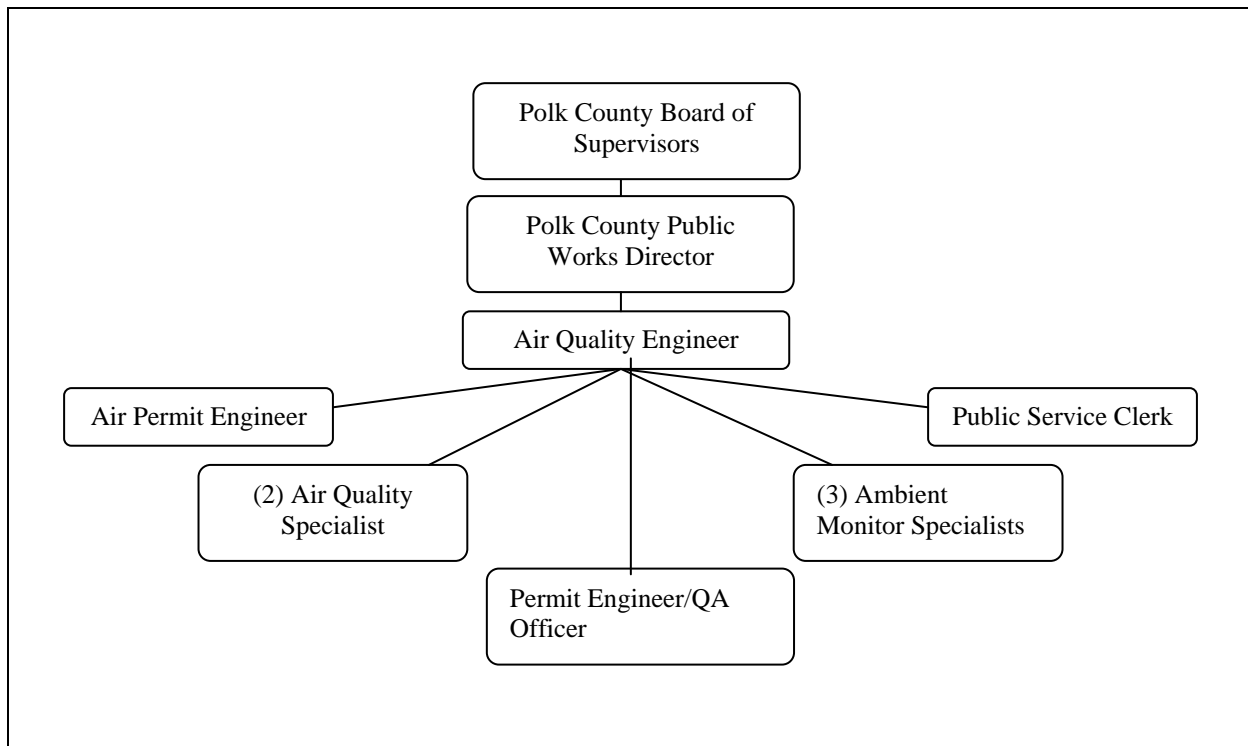 Polk County Board of
Supervisors
Polk County Public
Works Director
Air Quality Engineer
Air Permit Engineer
Public Service Clerk
(2) Air Quality
Specialist
(3) Ambient
Monitor Specialists
Permit Engineer/QA
Officer